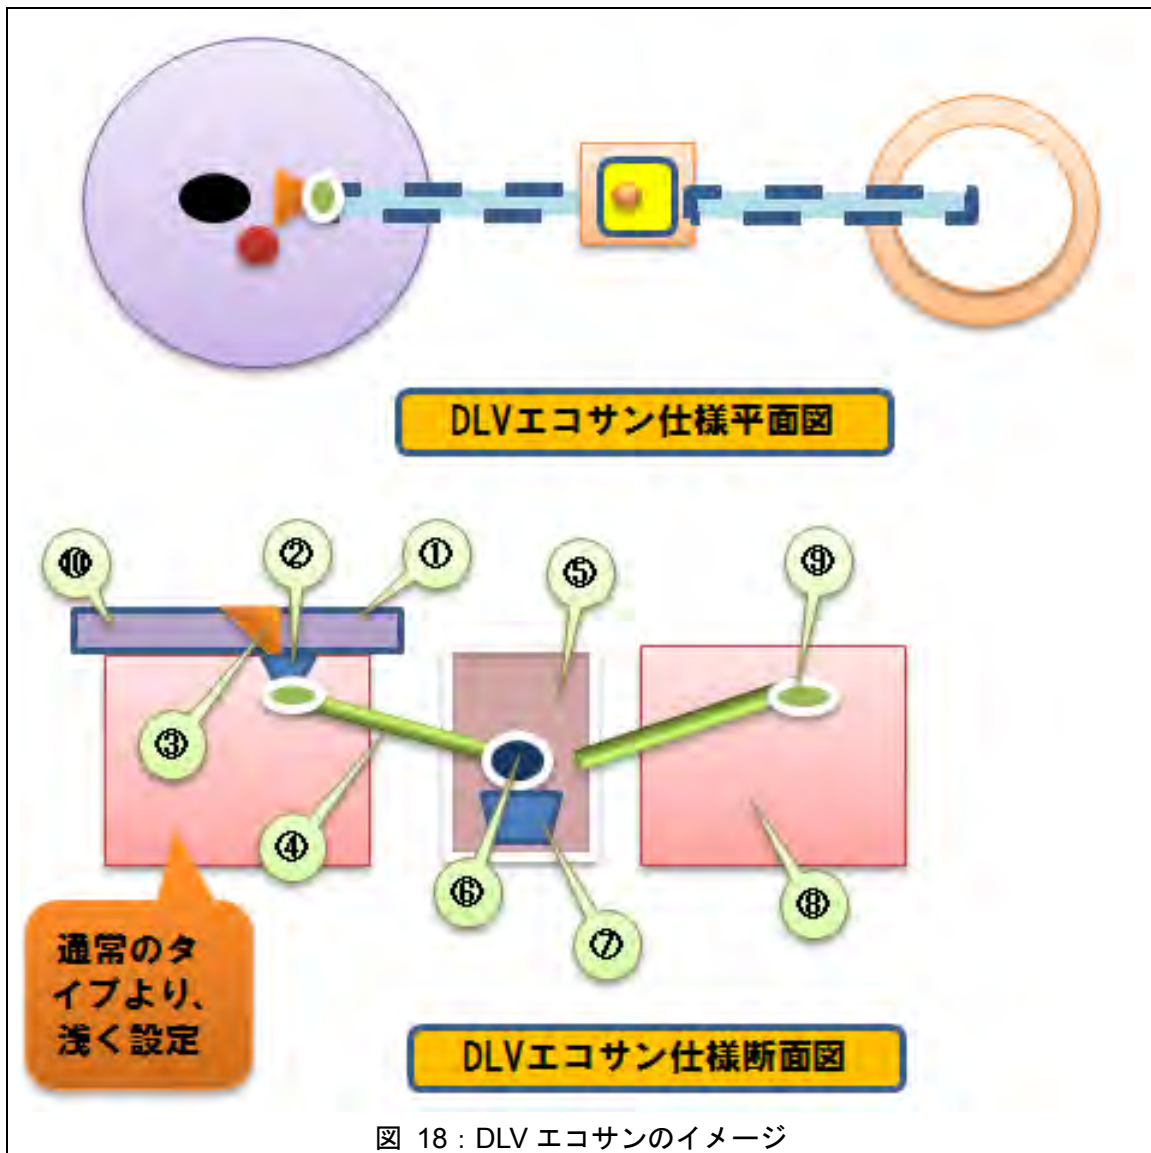 DLVエコサン仕様平面図
⑩ ② ① ⑤ ⑨
③
④ ⑥ ⑦ ⑧
通常のタ
イプより、
浅く設定
DLVエコサン仕様断面図
図 18：DLV エコサンのイメージ